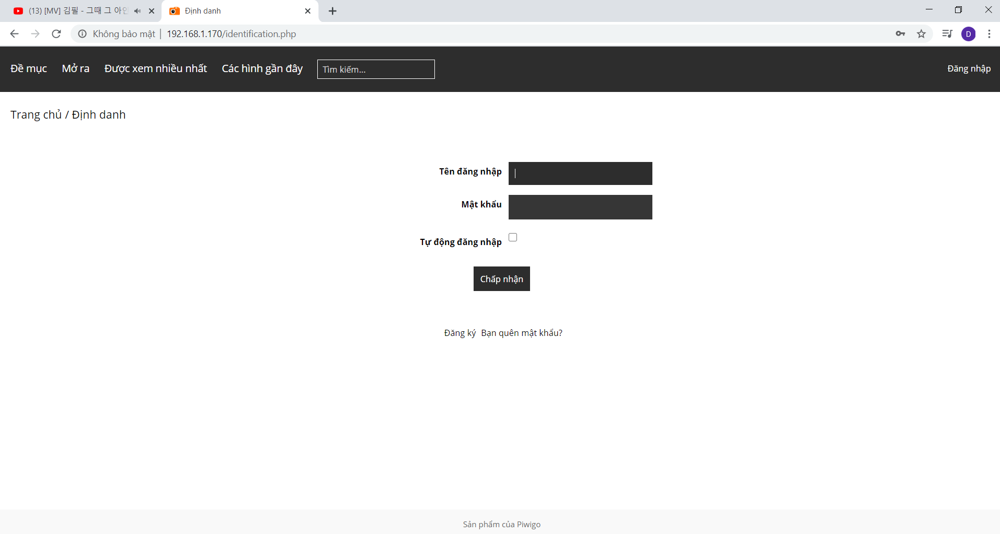 (13) [MV] 김필 - 그때 그 아인
Định danh
Không bảo mật | 192.168.1.170/identification.php
D
Đề mục Mở ra Được xem nhiều nhất Các hình gần đây Tìm kiếm... Đăng nhập
Trang chủ / Định danh
Tên đăng nhập
Mật khẩu
Tự động đăng nhập
Chấp nhận
Đăng ký Bạn quên mật khẩu?
Sản phẩm của Piwigo